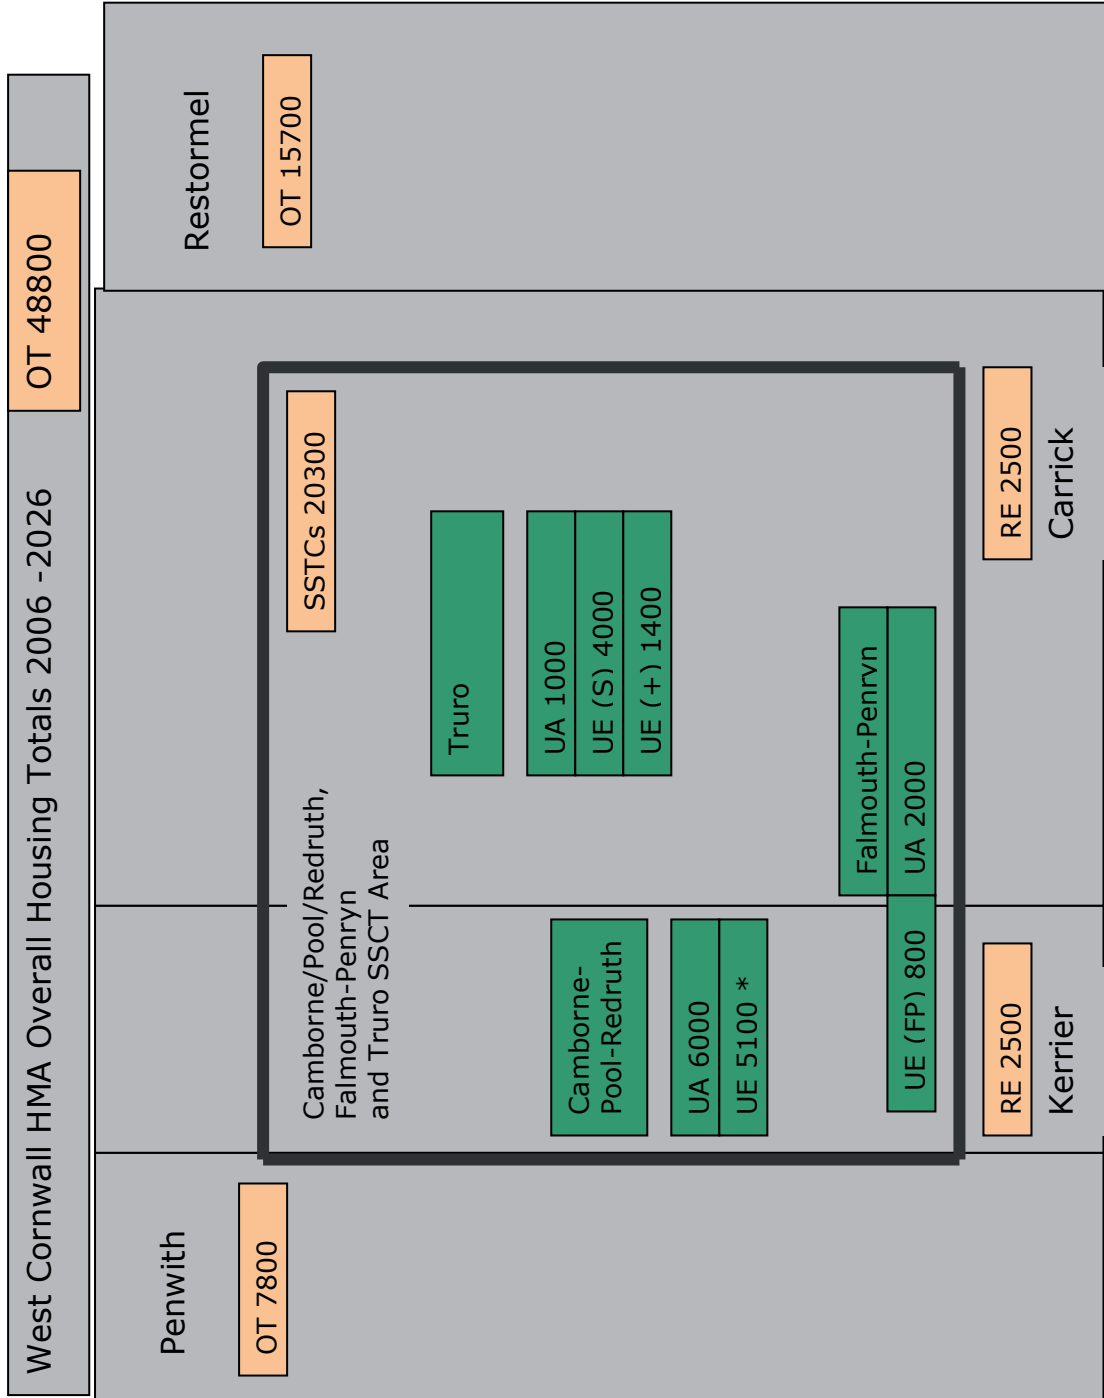 West Cornwall HMA Overall Housing Totals 2006 -2026
OT 48800
Penwith
OT 7800
Camborne/Pool/Redruth,
Falmouth-Penryn
and Truro SSCT Area
SSTCs 20300
Truro
UA 1000
UE (S) 4000
UE (+) 1400
Camborne-
Pool-Redruth
UA 6000
UE 5100 *
Falmouth-Penrvn
UE (FP) 800
UA 2000
RE 2500
Kerrier
RE 2500
Carrick
Restormel
OT 15700